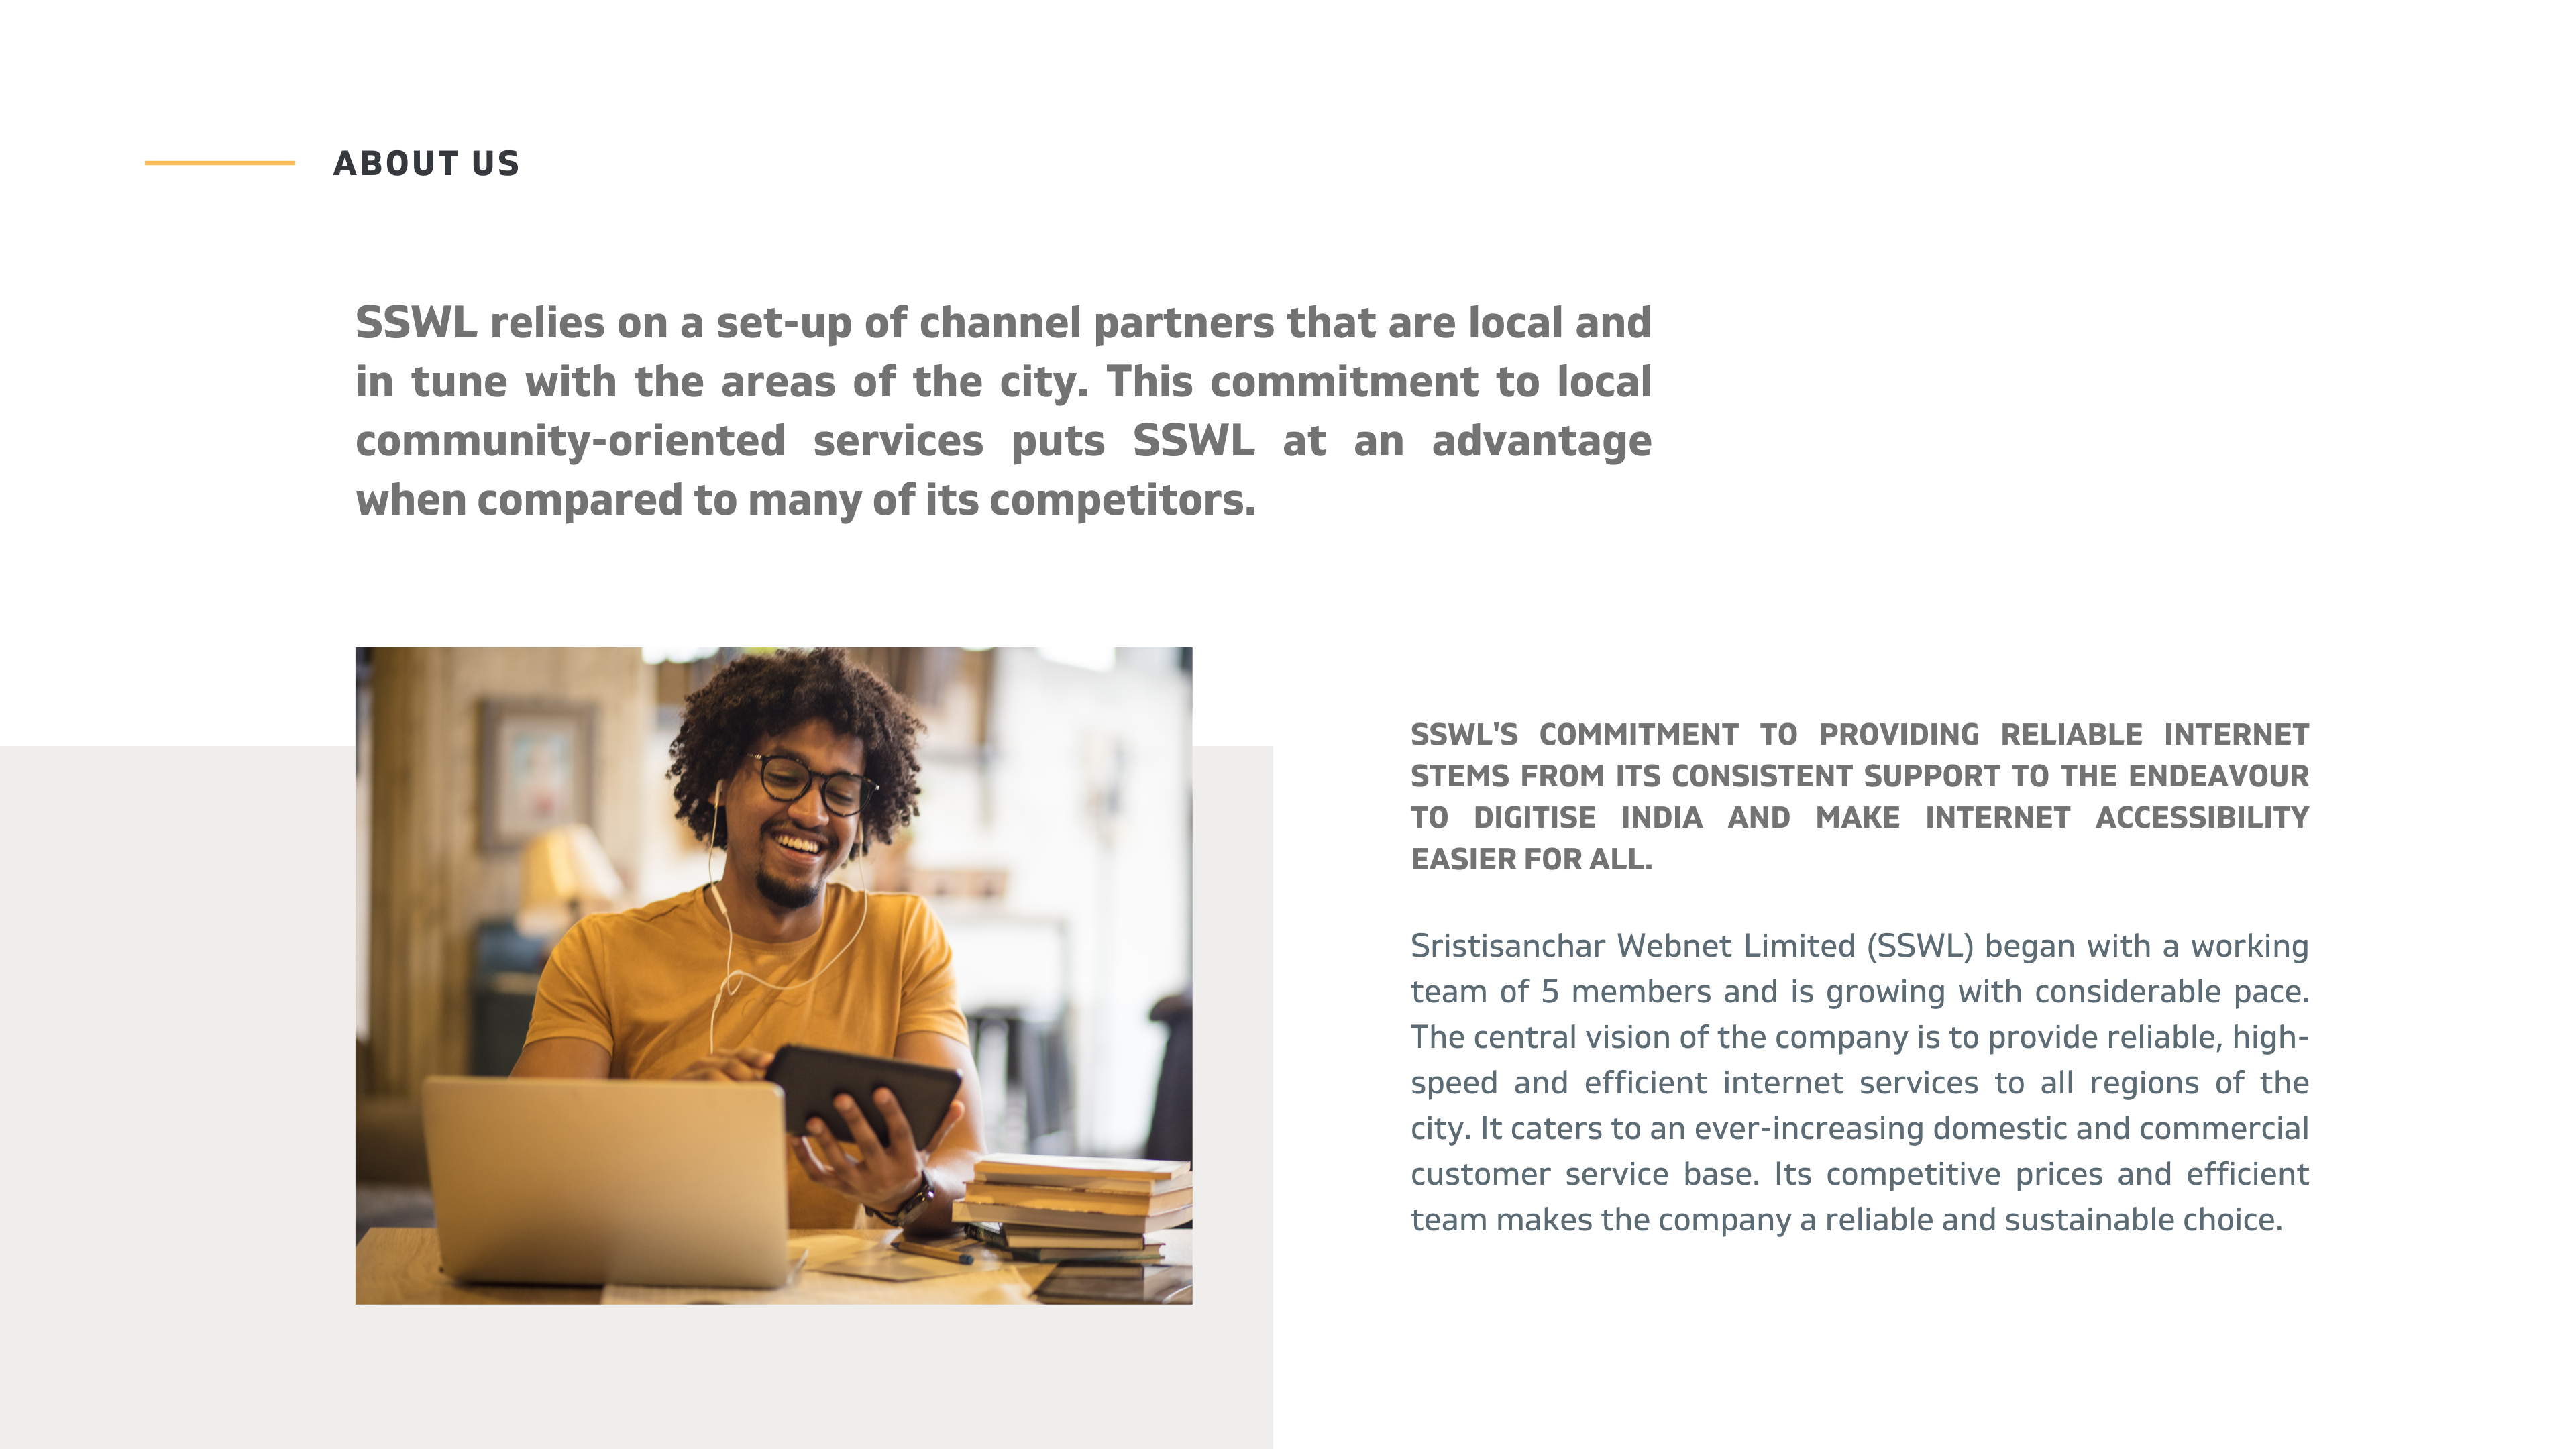 ABOUT US
SSWL relies on a set-up of channel partners that are local and
in tune with the areas of the city. This commitment to local
community-oriented services puts SSWL at an advantage
when compared to many of its competitors.
SSWL'S COMMITMENT TO PROVIDING RELIABLE INTERNET
STEMS FROM ITS CONSISTENT SUPPORT TO THE ENDEAVOUR
TO DIGITISE INDIA AND MAKE INTERNET ACCESSIBILITY
EASIER FOR ALL.
Sristisanchar Webnet Limited (SSWL) began with a working
team of 5 members and is growing with considerable pace.
The central vision of the company is to provide reliable, high-
speed and efficient internet services to all regions of the
city. It caters to an ever-increasing domestic and commercial
customer service base. Its competitive prices and efficient
team makes the company a reliable and sustainable choice.